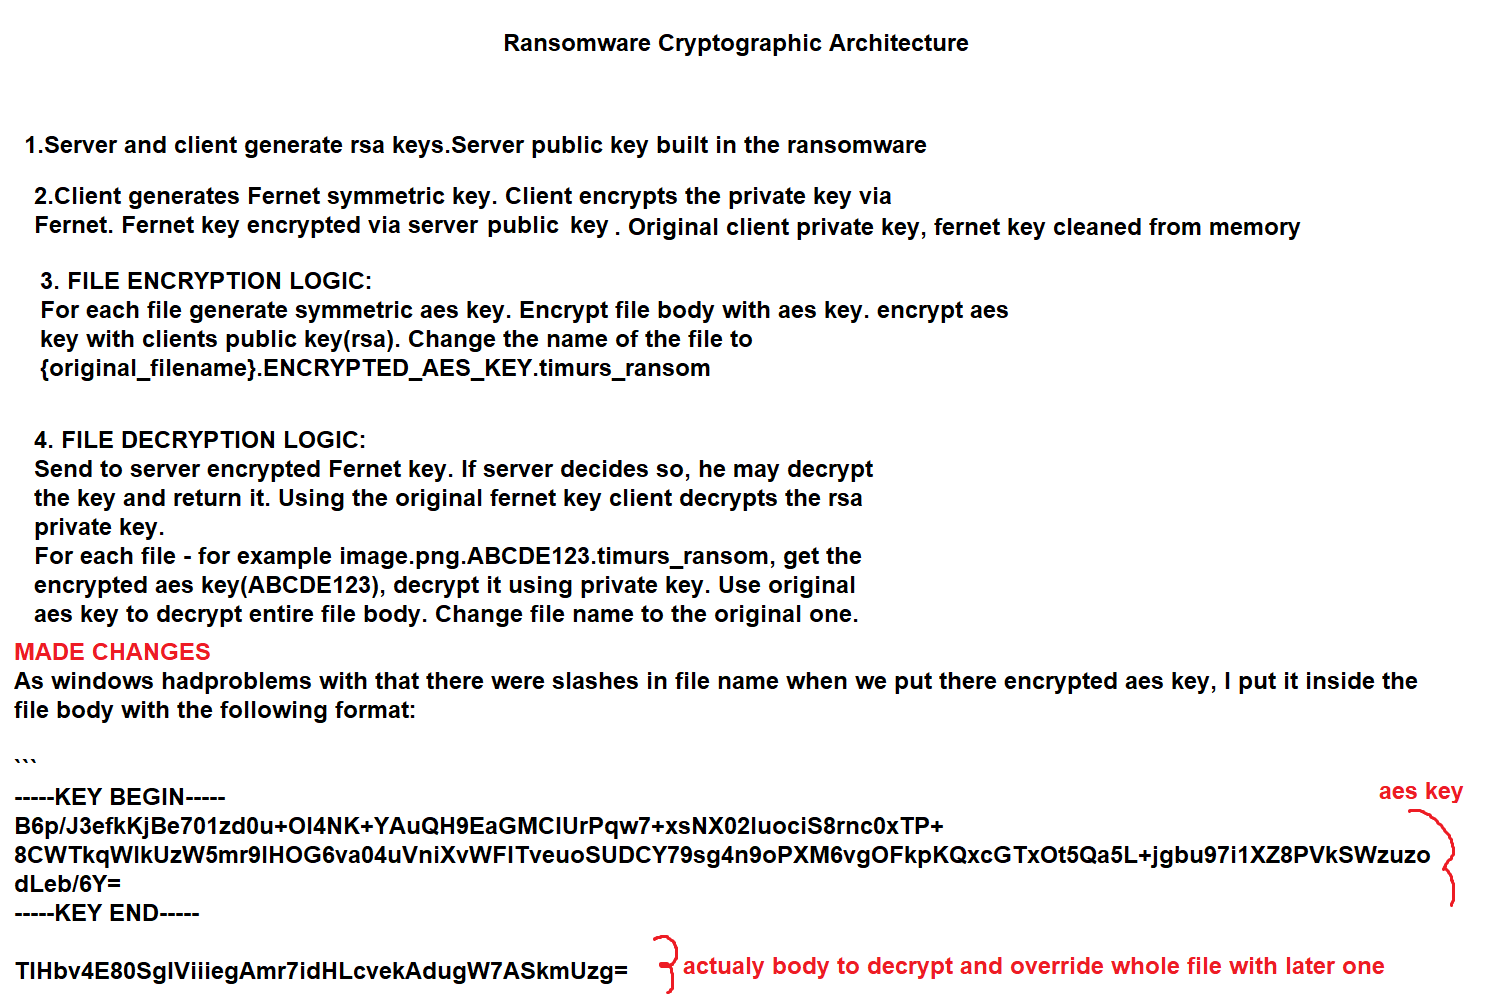 Ransomware Cryptographic Architecture
1.Server and client generate rsa keys.Server public key built in the ransomware
2.Client generates Fernet symmetric key. Client encrypts the private key via
Fernet. Fernet key encrypted via server public key . Original client private key, fernet key cleaned from memory
3. FILE ENCRYPTION LOGIC:
For each file generate symmetric aes key. Encrypt file body with aes key. encrypt aes
key with clients public key(rsa). Change the name of the file to
{original_filename}.ENCRYPTED_AES_KEY.timurs_ransom
4. FILE DECRYPTION LOGIC:
Send to server encrypted Fernet key. If server decides so, he may decrypt
the key and return it. Using the original fernet key client decrypts the rsa
private key.
For each file - for example image.png.ABCDE123.timurs_ransom, get the
encrypted aes key(ABCDE123), decrypt it using private key. Use original
aes key to decrypt entire file body. Change file name to the original one.
MADE CHANGES
As windows hadproblems with that there were slashes in file name when we put there encrypted aes key, I put it inside the
file body with the following format:
```
-----KEY BEGIN-----
aes key
B6p/J3efkKjBe701zd0u+Ol4NK+YAuQH9EaGMClUrPqw7+xsNX02luociS8rnc0xTP+
8CWTkqWlkUzW5mr9lHOG6va04uVniXvWFlTveuoSUDCY79sg4n9oPXM6vgOFkpKQxcGTxOt5Qa5L+jgbu97i1XZ8PVkSWzuzo
dLeb/6Y=
-----KEY END-----
TlHbv4E80SglViiiegAmr7idHLcvekAdugW7ASkmUzg=
actualy body to decrypt and override whole file with later one